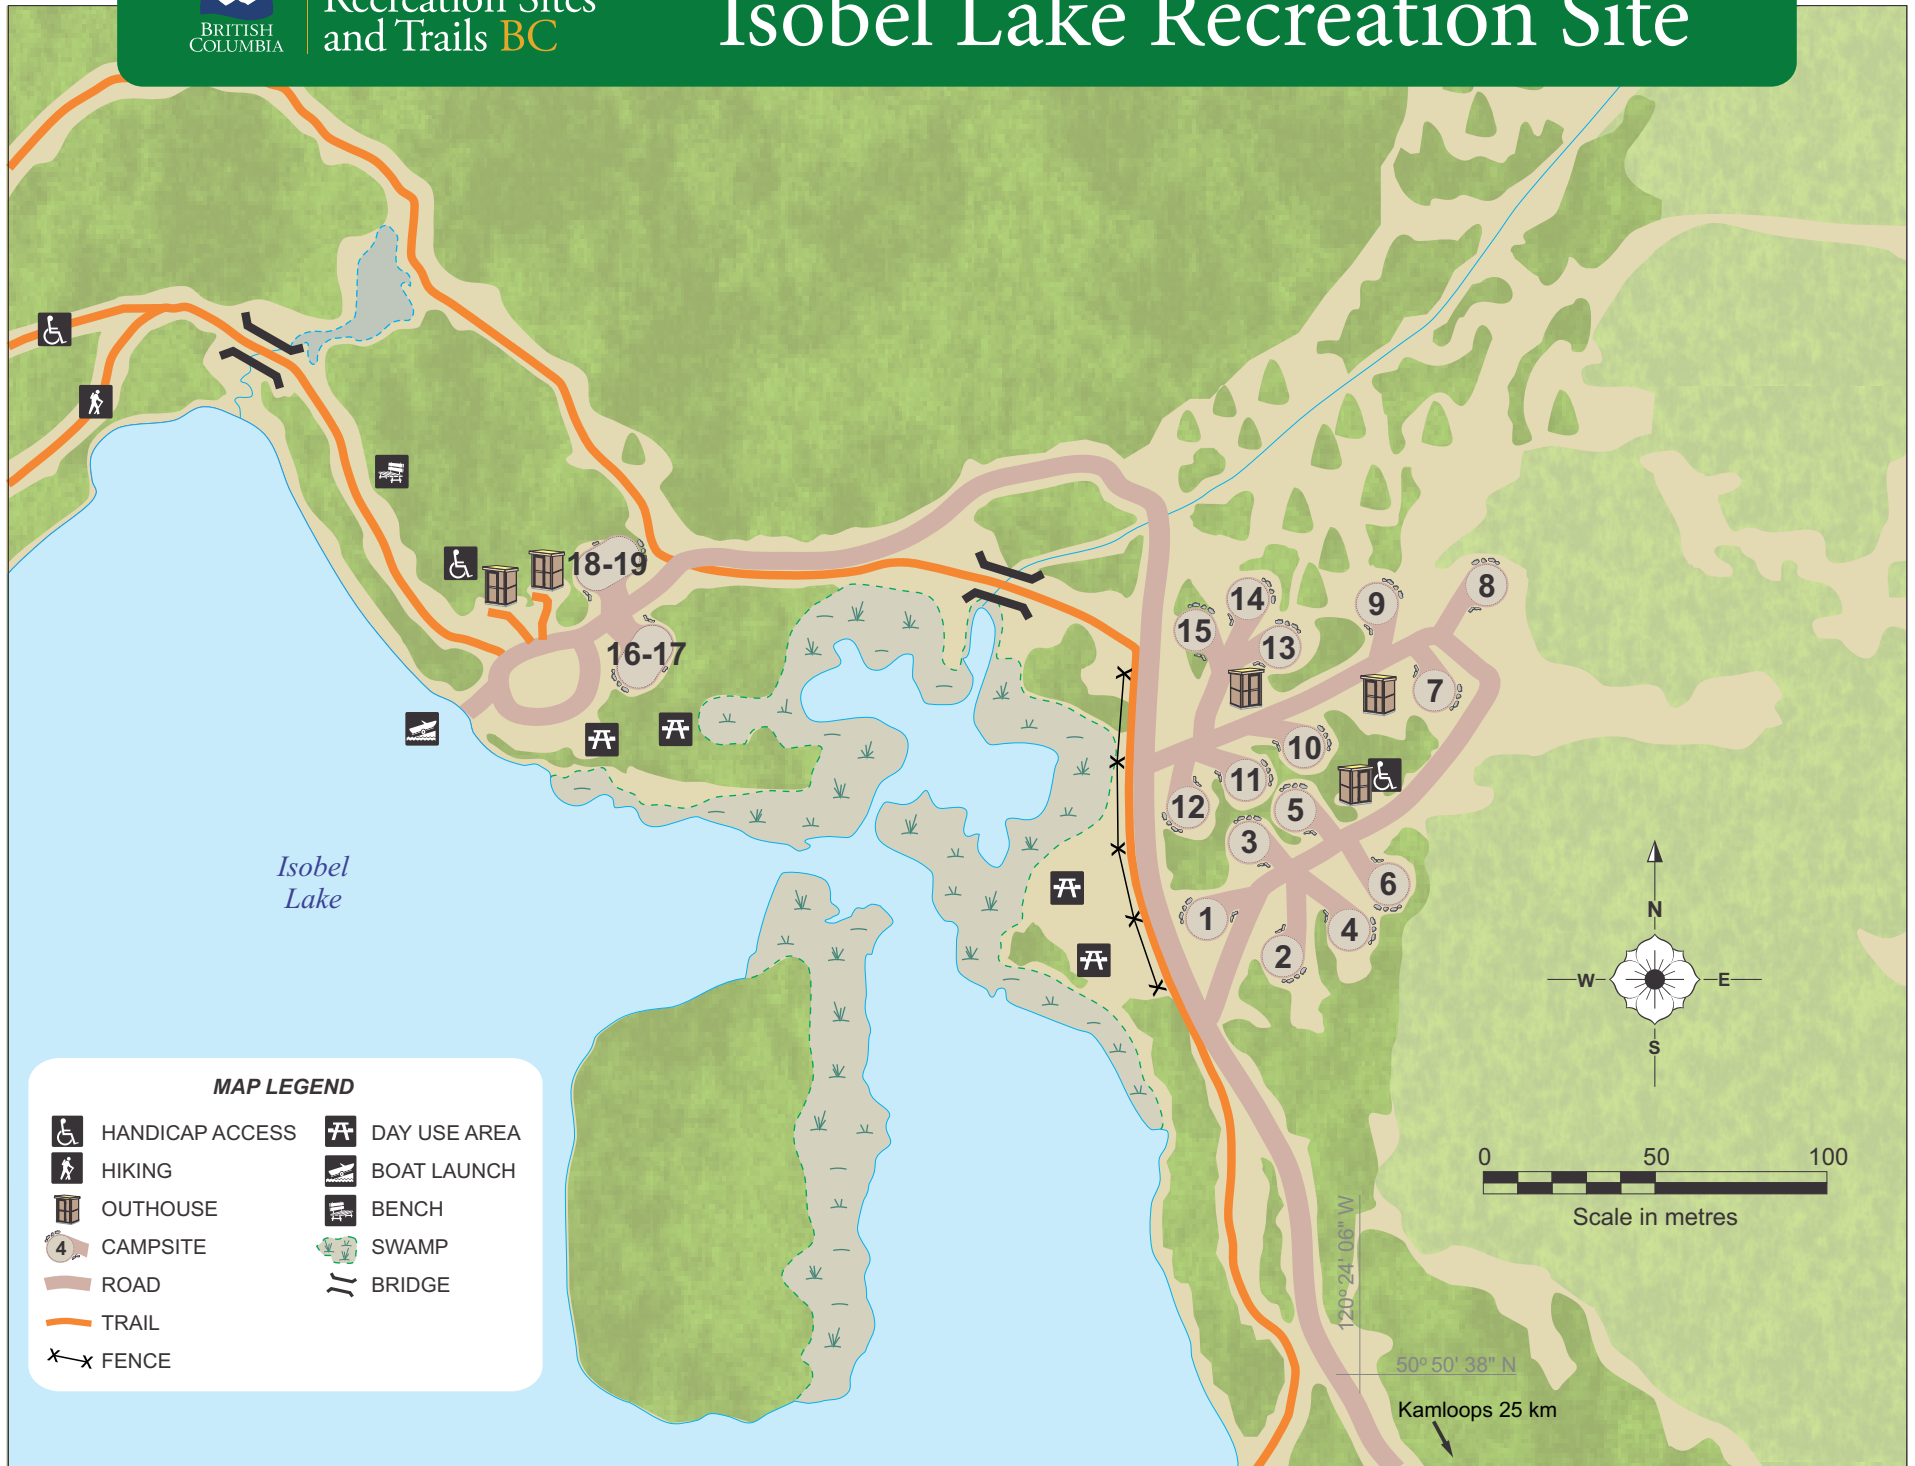 BRITISH
COLUMBIA
Recreation Sites
and Trails BC
Isobel Lake Recreation Site
18-19
16-17
14
15
13
9
8
7
10
11
12
5
3
6
1
4
2
Isobel
Lake
N
W
E
S
MAP LEGEND
HANDICAP ACCESS
HIKING
OUTHOUSE
4 CAMPSITE
ROAD
TRAIL
FENCE
DAY USE AREA
BOAT LAUNCH
BENCH
SWAMP
BRIDGE
0 50 100
Scale in metres
120° 24' 06" W
50° 50' 38" N
Kamloops 25 km